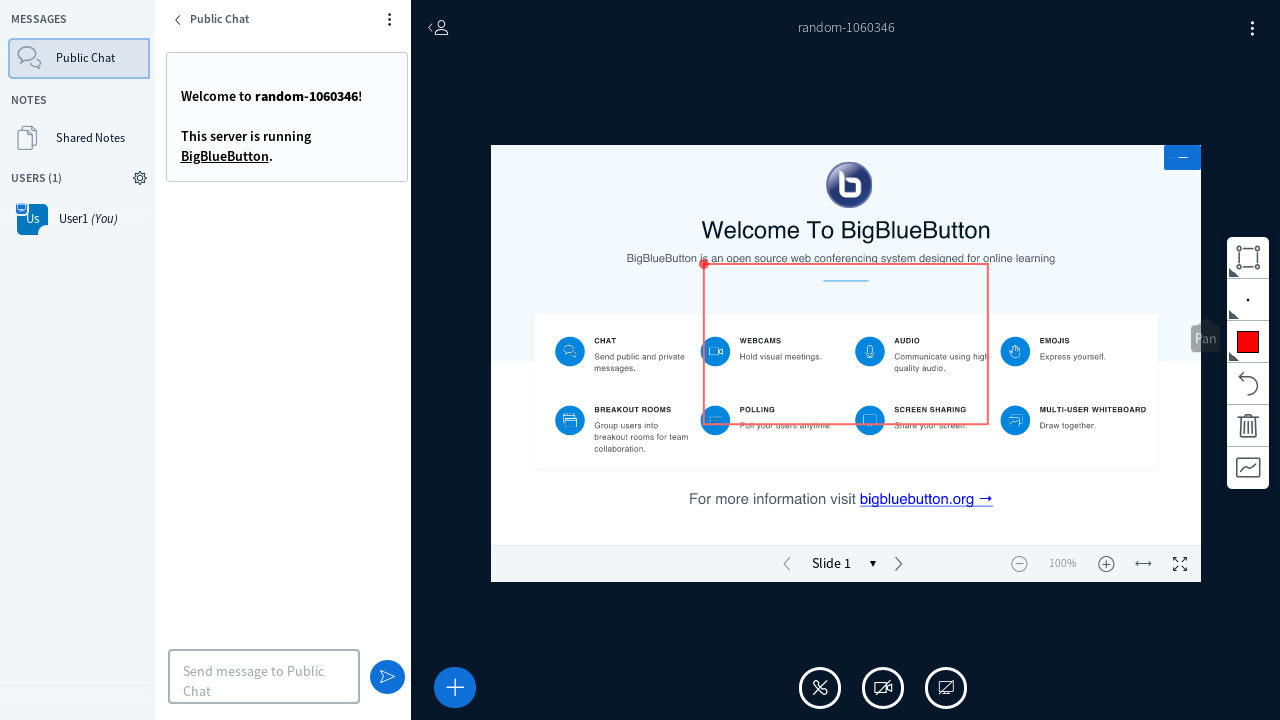 MESSAGES
Public Chat
NOTES
Shared Notes
USERS (1)
Us
User1 (You)
Public Chat
Welcome to random-1060346!
This server is running
BigBlueButton.
Send message to Public
Chat
random-1060346
Welcome To BigBlueButton
BigBlueButton is an open source web conferencing system designed for online learning
CHAT
Send public and private
messages.
WEBCAMS
Hold visual meetings.
AUDIO
Communicate using high
quality audio.
EMOJIS
Express yourself.
BREAKOUT ROOMS
Group users into
breakout rooms for team
collaboration.
POLLING
Poll your users anytime.
SCREEN SHARING
Share your screen.
MULTI-USER WHITEBOARD
Draw together.
For more information visit bigbluebutton.org →
Slide 1
100%
Pan